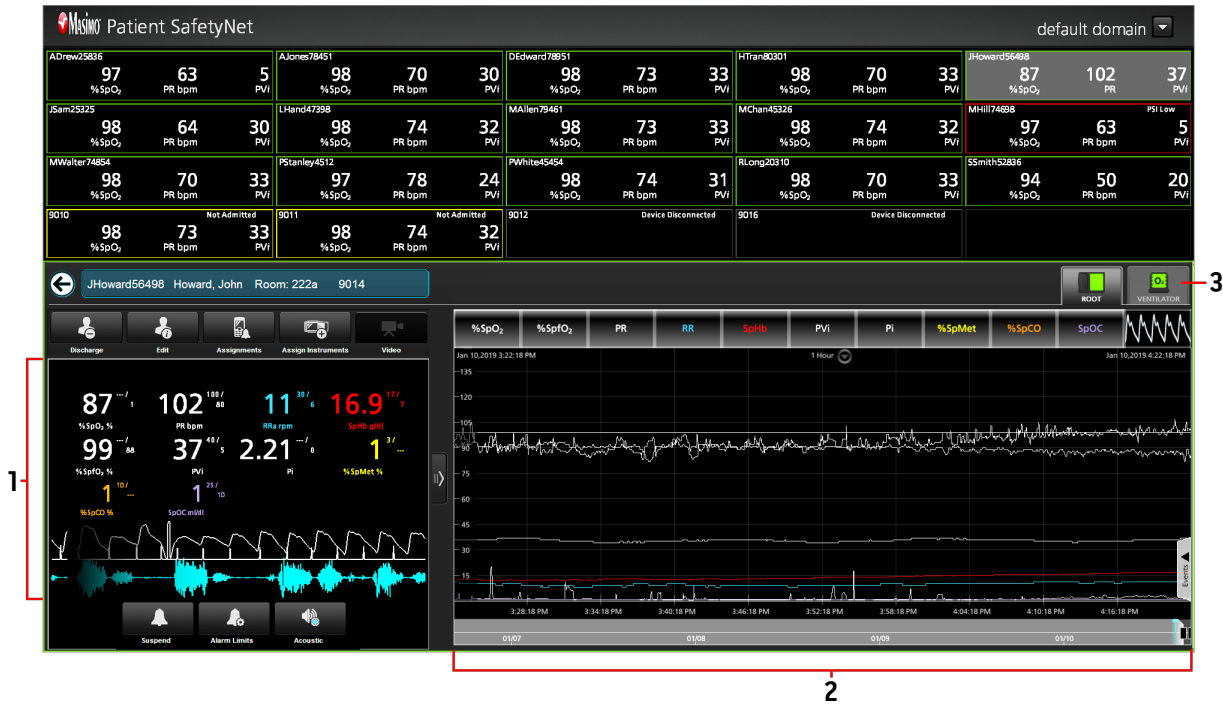 Masimo Patient SafetyNet
default domain
ADrew25836 AJones78451 DEdward78951 HTran80301 JHoward56498
97 63 5 98 70 30 98 73 33 98 70 33 87 102 37
%SpO₂ PR bpm PVi %SpO₂ PR bpm PVi %SpO₂ PR bpm PVi %SpO₂ PR bpm PVi %SpO₂ PR PVi
JSam25325 LHand47398 MAllen79461 MChan45326 MHill74698 PSI Low
98 64 30 98 74 32 98 73 33 98 74 32 97 63 5
%SpO₂ PR bpm PVi %SpO₂ PR bpm PVi %SpO₂ PR bpm PVi %SpO₂ PR bpm PVi %SpO₂ PR bpm PVi
MWalter74854 PStanley4512 PWhite45454 RLong20310 SSmith52836
98 70 33 97 78 24 98 74 31 98 70 33 94 50 20
%SpO₂ PR bpm PVi %SpO₂ PR bpm PVi %SpO₂ PR bpm PVi %SpO₂ PR bpm PVi %SpO₂ PR bpm PVi
9010 Not Admitted 9011 Not Admitted 9012 Device Disconnected 9016 Device Disconnected
98 73 33 98 74 32
%SpO₂ PR bpm PVi %SpO₂ PR bpm PVi
JHoward56498 Howard, John Room: 222a 9014
ROOT
O₂
VENTILATOR
3
Discharge Edit Assignments Assign Instruments Video
%SpO₂ %SpfO₂ PR RR SpHb PVi Pi %SpMet %SpCO SpOC
Jan 10,2019 3:22:18 PM 1 Hour Jan 10,2019 4:22:18 PM
1
87 ---/ 1 102 100/ 80 11 30/ 6 16.9 17/ 7
%SpO₂ % PR bpm RRa rpm SpHb g/dl
99 ---/ 88 37 40/ 5 2.21 ---/ 0 1 3/ ---
%SpfO₂ % PVi Pi %SpMet %
1 10/ --- 1 25/ 10
%SpCO % SpOC ml/dl
135
120
105
90
75
60
45
30
15
Events
3:28:18 PM 3:34:18 PM 3:40:18 PM 3:46:18 PM 3:52:18 PM 3:58:18 PM 4:04:18 PM 4:10:18 PM 4:16:18 PM
01/07 01/08 01/09 01/10
Suspend Alarm Limits Acoustic
2